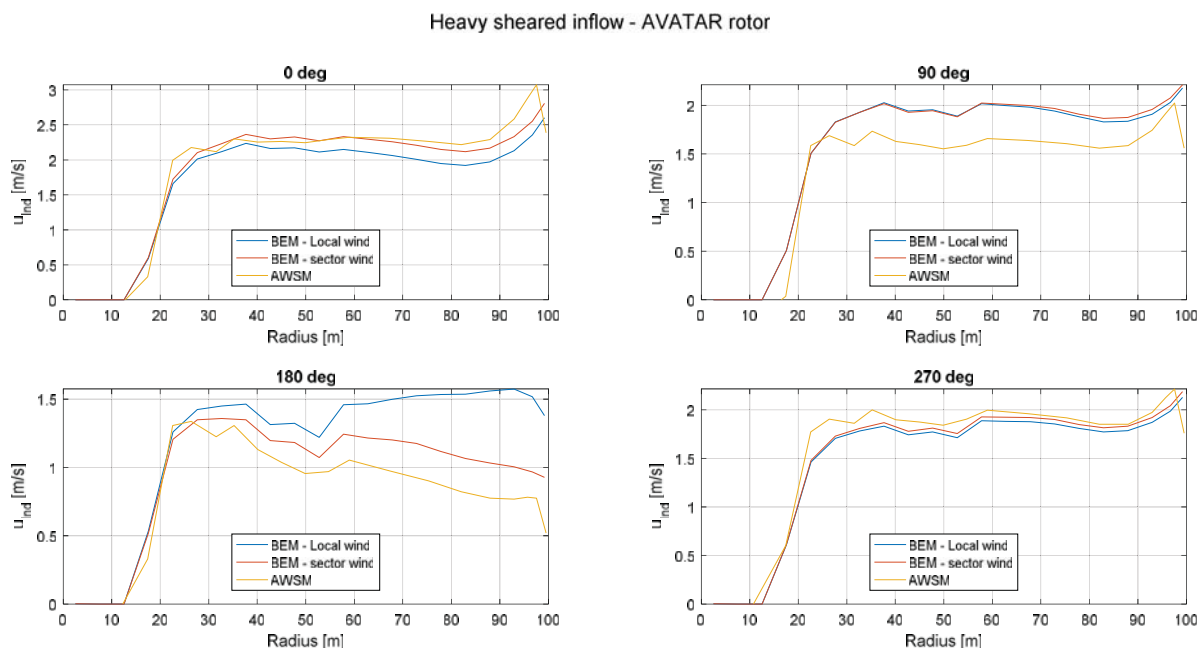 Heavy sheared inflow - AVATAR rotor
0 deg
3
2.5
2
1.5
1
0.5
0
u_ind [m/s]
BEM - Local wind
BEM - sector wind
AWSM
0 10 20 30 40 50 60 70 80 90 100
Radius [m]
90 deg
2
1.5
1
0.5
0
u_ind [m/s]
BEM - Local wind
BEM - sector wind
AWSM
0 10 20 30 40 50 60 70 80 90 100
Radius [m]
180 deg
1.5
1
0.5
0
u_ind [m/s]
BEM - Local wind
BEM - sector wind
AWSM
0 10 20 30 40 50 60 70 80 90 100
Radius [m]
270 deg
2
1.5
1
0.5
0
u_ind [m/s]
BEM - Local wind
BEM - sector wind
AWSM
0 10 20 30 40 50 60 70 80 90 100
Radius [m]